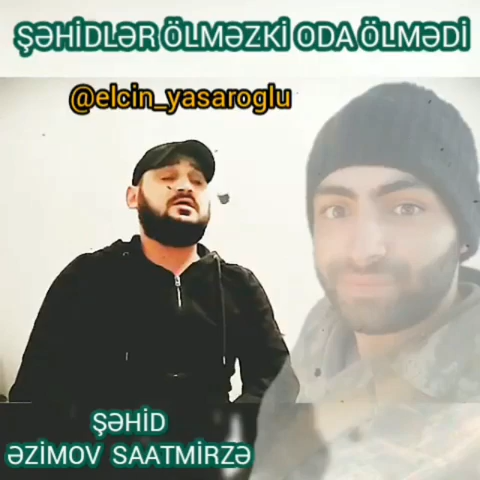 ŞƏHİDLƏR ÖLMƏZKİ ODA ÖLMƏDİ
@elcin_yasaroglu
ŞƏHİD
ƏZİMOV SAATMİRZƏ